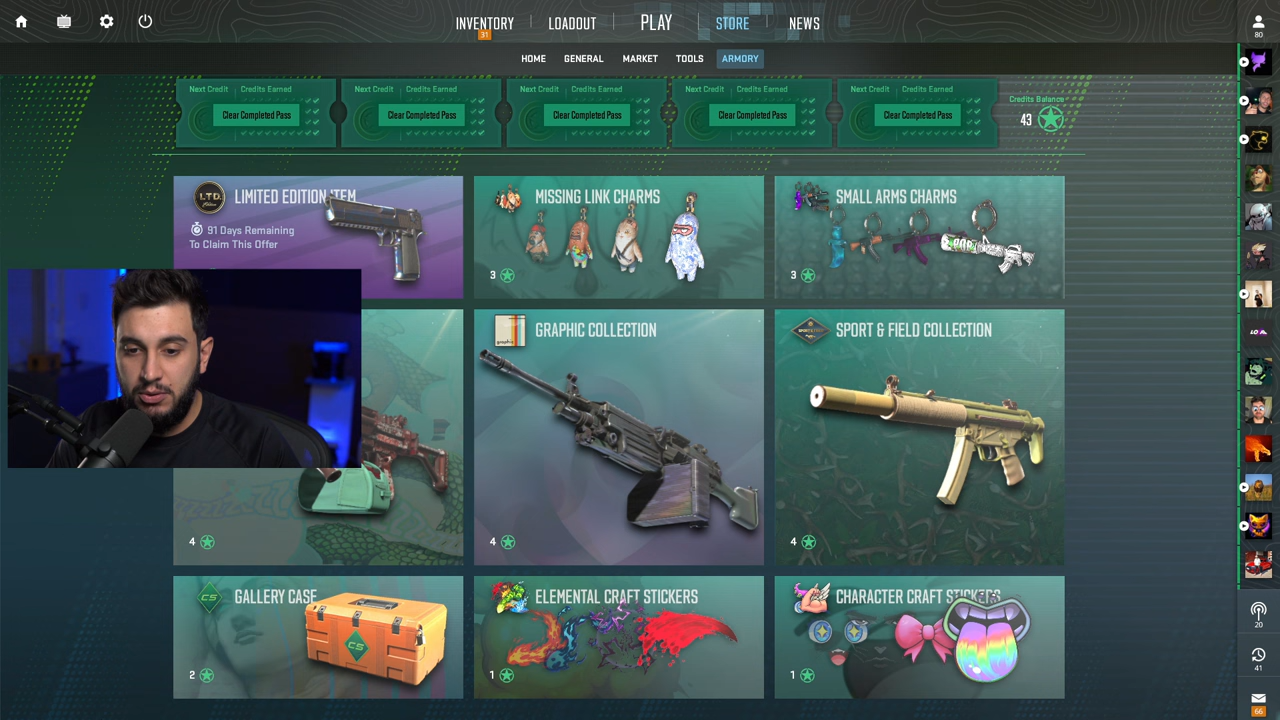 INVENTORY
31
LOADOUT
PLAY
STORE
NEWS
80
HOME
GENERAL
MARKET
TOOLS
ARMORY
Next Credit
Credits Earned
Clear Completed Pass
Next Credit
Credits Earned
Clear Completed Pass
Next Credit
Credits Earned
Clear Completed Pass
Next Credit
Credits Earned
Clear Completed Pass
Next Credit
Credits Earned
Clear Completed Pass
Credits Balance
43
LTD.
LIMITED EDITION ITEM
91 Days Remaining
To Claim This Offer
MISSING LINK CHARMS
3
SMALL ARMS CHARMS
3
4
graphic
GRAPHIC COLLECTION
4
SPORT & FIELD COLLECTION
4
CS
GALLERY CASE
CS
2
ELEMENTAL CRAFT STICKERS
1
CHARACTER CRAFT STICKERS
1
20
41
66